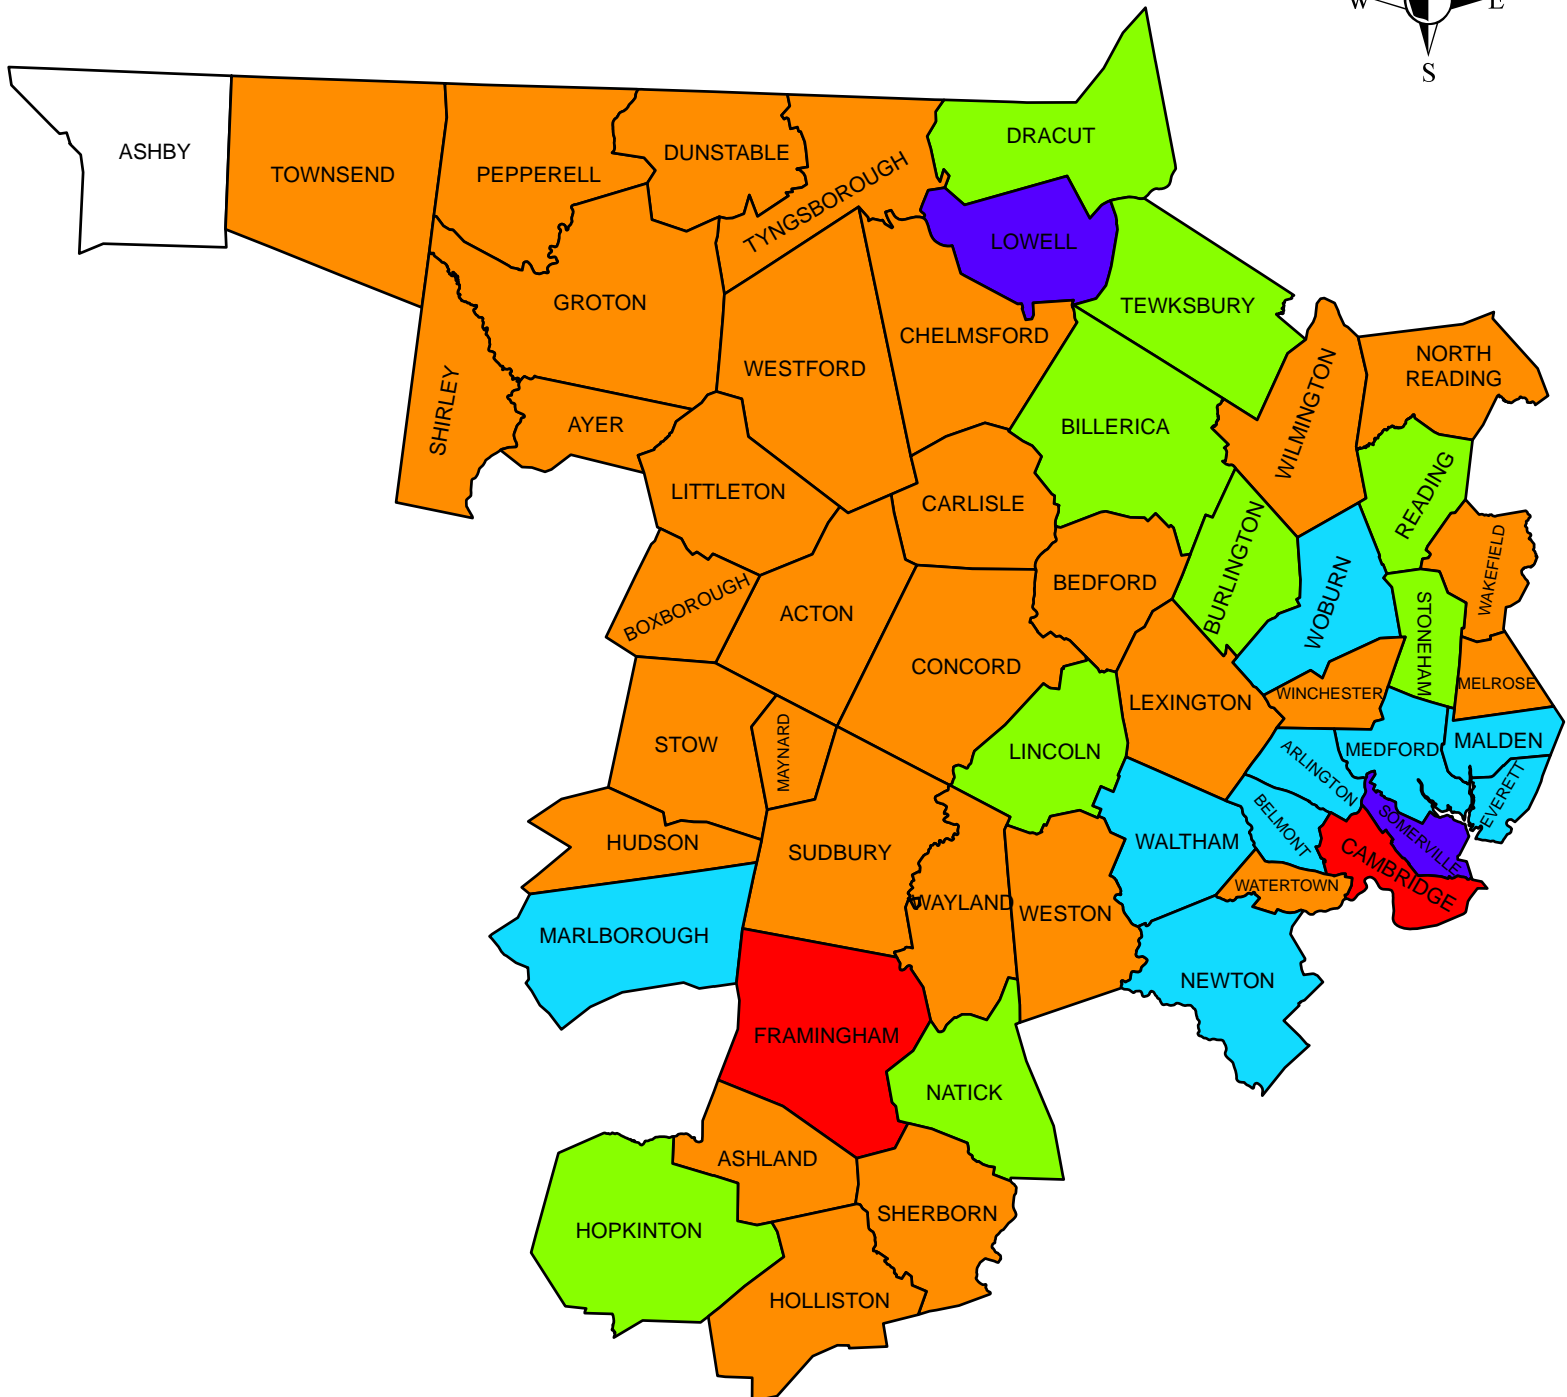 W
E
S
ASHBY
TOWNSEND
PEPPERELL
DUNSTABLE
TYNGSBOROUGH
DRACUT
LOWELL
TEWKSBURY
GROTON
WESTFORD
CHELMSFORD
SHIRLEY
AYER
LITTLETON
CARLISLE
BILLERICA
WILMINGTON
NORTH
READING
READING
BURLINGTON
WOBURN
STONEHAM
WAKEFIELD
BOXBOROUGH
ACTON
BEDFORD
CONCORD
LEXINGTON
WINCHESTER
MELROSE
STOW
MAYNARD
LINCOLN
ARLINGTON
MEDFORD
MALDEN
EVERETT
HUDSON
SUDBURY
WALTHAM
BELMONT
SOMERVILLE
CAMBRIDGE
WATERTOWN
WAYLAND
WESTON
MARLBOROUGH
NEWTON
FRAMINGHAM
NATICK
ASHLAND
SHERBORN
HOPKINTON
HOLLISTON